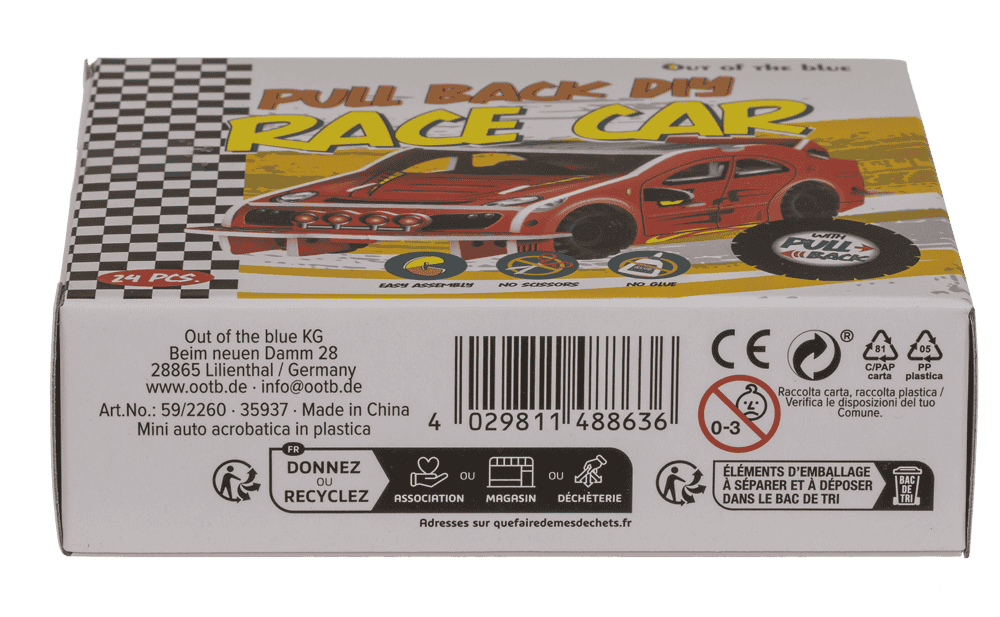 Out of the blue
PULL BACK DIY
RACE CAR
WITH
PULL
BACK
24 PCS.
EASY ASSEMBLY
NO SCISSORS
NO GLUE
Out of the blue KG
Beim neuen Damm 28
28865 Lilienthal / Germany
www.ootb.de · info@ootb.de
Art.No.: 59/2260 · 35937 · Made in China
Mini auto acrobatica in plastica
4 029811 488636
CE
®
81
C/PAP
carta
05
PP
plastica
0-3
Raccolta carta, raccolta plastica /
Verifica le disposizioni del tuo
Comune.
FR
DONNEZ
OU
RECYCLEZ
ASSOCIATION
OU
MAGASIN
OU
DÉCHÈTERIE
Adresses sur quefairedemesdechets.fr
ÉLÉMENTS D'EMBALLAGE
À SÉPARER ET À DÉPOSER
DANS LE BAC DE TRI
BAC
DE
TRI